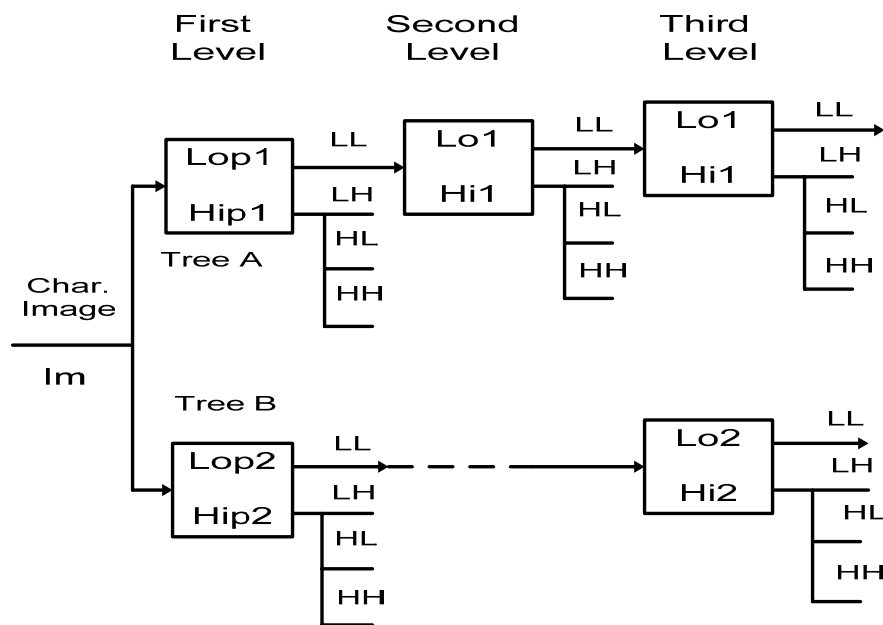 First Level
Second Level
Third Level
Lop1
Hip1
LL
LH
HL
HH
Tree A
Lo1
Hi1
LL
LH
HL
HH
Lo1
Hi1
LL
LH
HL
HH
Char.
Image
Im
Tree B
Lop2
Hip2
LL
LH
HL
HH
Lo2
Hi2
LL
LH
HL
HH